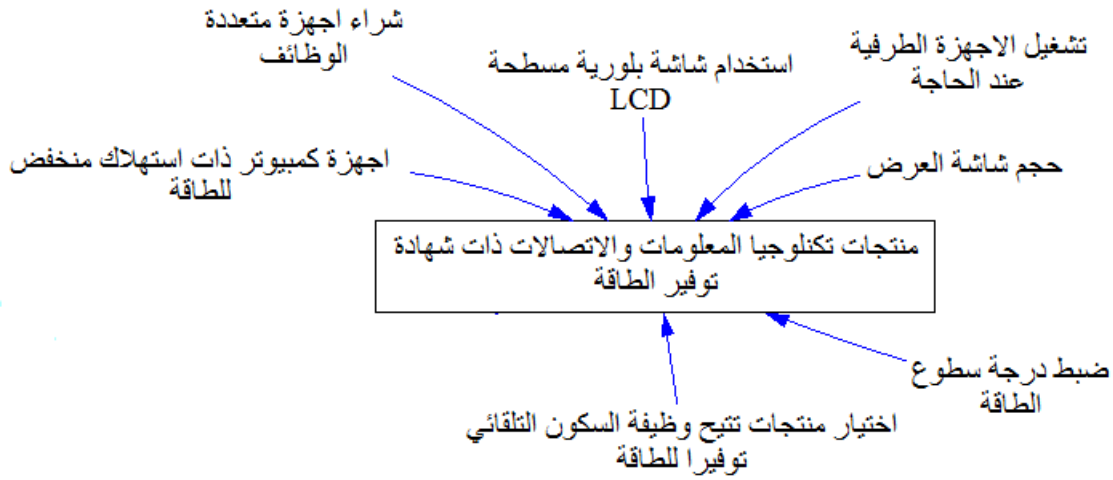 شراء اجهزة متعددة
الوظائف
استخدام شاشة بلورية مسطحة
LCD
تشغيل الاجهزة الطرفية
عند الحاجة
اجهزة كمبيوتر ذات استهلاك منخفض
للطاقة
حجم شاشة العرض
منتجات تكنلوجيا المعلومات والاتصالات ذات شهادة
توفير الطاقة
ضبط درجة سطوع
الطاقة
اختيار منتجات تتيح وظيفة السكون التلقائي
توفيرا للطاقة